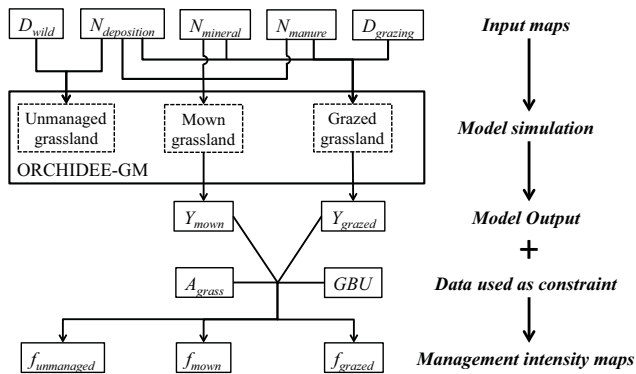 D_wild N_deposition N_mineral N_manure D_grazing Input maps
Unmanaged grassland Mown grassland Grazed grassland Model simulation
ORCHIDEE-GM
Y_mown Y_grazed Model Output
+
A_grass GBU Data used as constraint
f_unmanaged f_mown f_grazed Management intensity maps